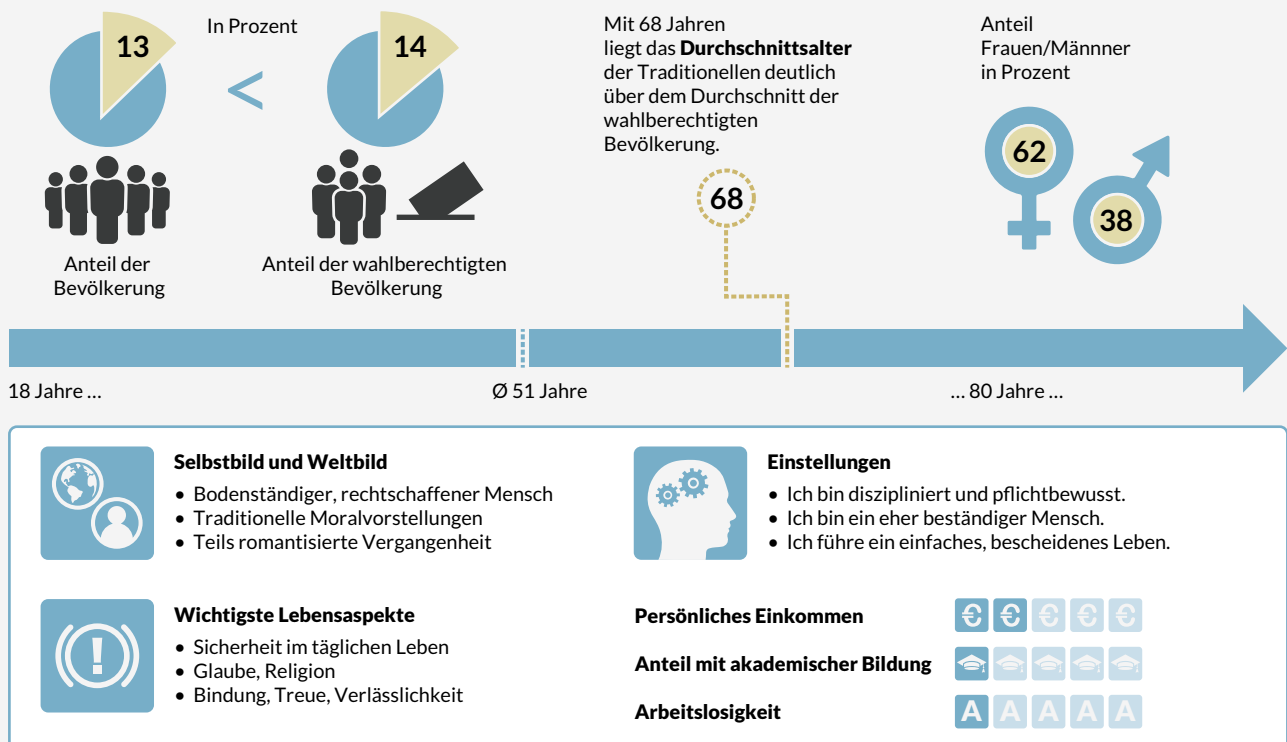 13
In Prozent
<
14
Anteil der
Bevölkerung
Anteil der wahlberechtigten
Bevölkerung
Mit 68 Jahren
liegt das Durchschnittsalter
der Traditionellen deutlich
über dem Durchschnitt der
wahlberechtigten
Bevölkerung.
68
Anteil
Frauen/Männner
in Prozent
62
38
18 Jahre ...
Ø 51 Jahre
... 80 Jahre ...
Selbstbild und Weltbild
• Bodenständiger, rechtschaffener Mensch
• Traditionelle Moralvorstellungen
• Teils romantisierte Vergangenheit
Einstellungen
• Ich bin diszipliniert und pflichtbewusst.
• Ich bin ein eher beständiger Mensch.
• Ich führe ein einfaches, bescheidenes Leben.
Wichtigste Lebensaspekte
• Sicherheit im täglichen Leben
• Glaube, Religion
• Bindung, Treue, Verlässlichkeit
Persönliches Einkommen
€ € € € €
Anteil mit akademischer Bildung
Arbeitslosigkeit
A A A A A